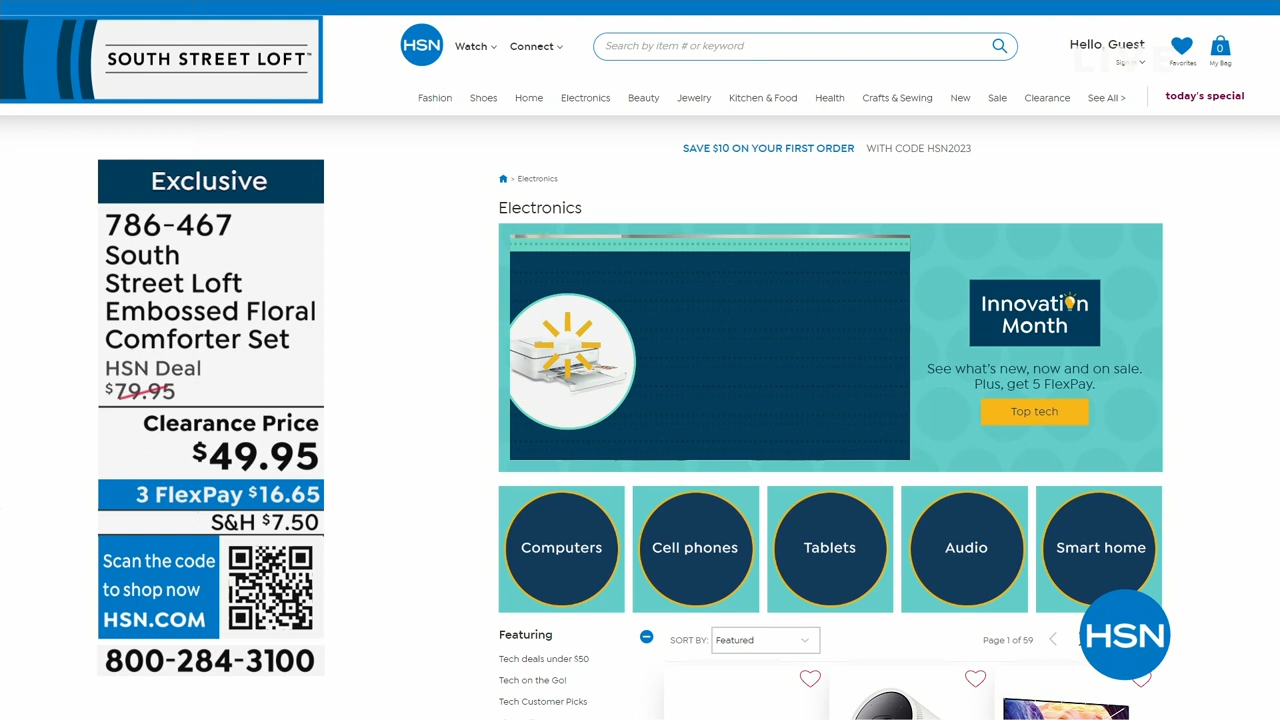 SOUTH STREET LOFT™
HSN
Watch
Connect
Search by item # or keyword
Hello, Guest
Sign in
LIVE
Favorites
0
My Bag
Fashion
Shoes
Home
Electronics
Beauty
Jewelry
Kitchen & Food
Health
Crafts & Sewing
New
Sale
Clearance
See All >
today's special
SAVE $10 ON YOUR FIRST ORDER WITH CODE HSN2023
> Electronics
Electronics
Exclusive
786-467
South
Street Loft
Embossed Floral
Comforter Set
HSN Deal
$79.95
Clearance Price
$49.95
3 FlexPay $16.65
S&H $7.50
Scan the code
to shop now
HSN.COM
800-284-3100
Innovation
Month
See what's new, now and on sale.
Plus, get 5 FlexPay.
Top tech
Computers
Cell phones
Tablets
Audio
Smart home
Featuring
Tech deals under $50
Tech on the Go!
Tech Customer Picks
SORT BY: Featured
Page 1 of 59
HSN